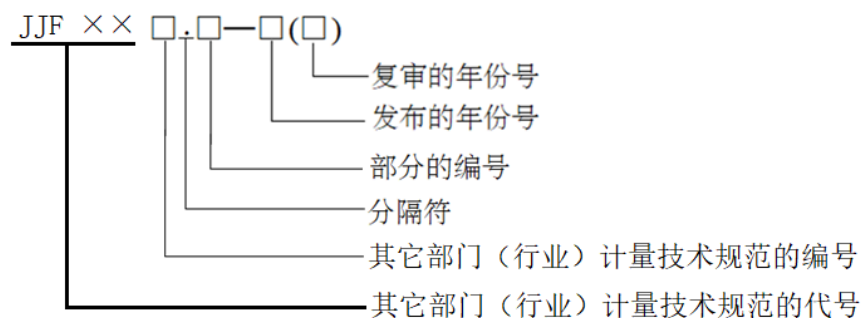 JJF ×× □.□—□(□)
复审的年份号
发布的年份号
部分的编号
分隔符
其它部门（行业）计量技术规范的编号
其它部门（行业）计量技术规范的代号